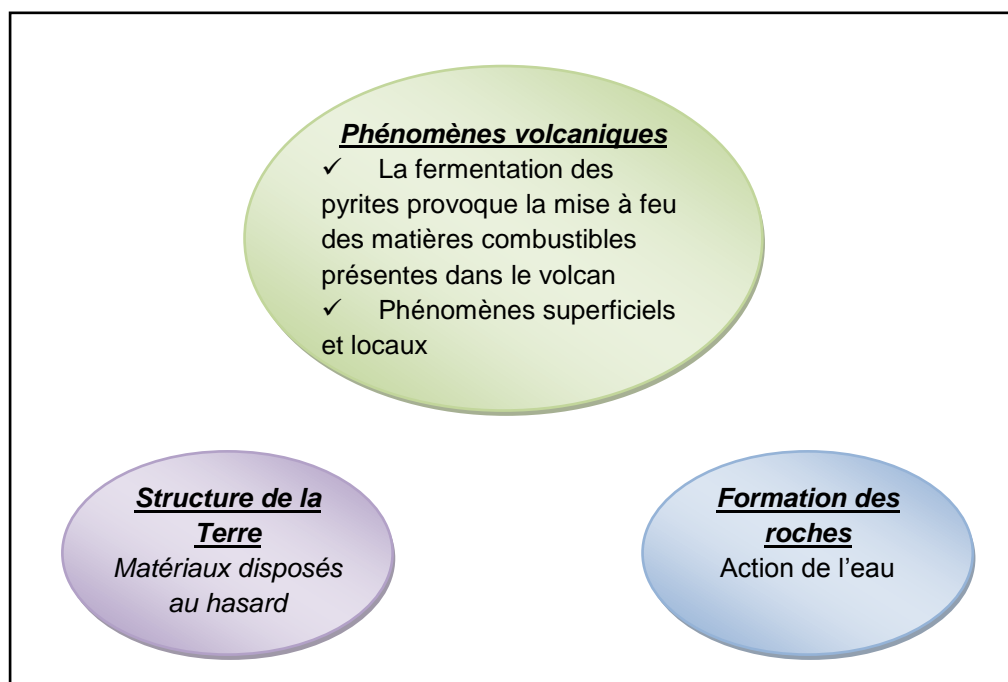 Phénomènes volcaniques
✓ La fermentation des
pyrites provoque la mise à feu
des matières combustibles
présentes dans le volcan
✓ Phénomènes superficiels
et locaux
Structure de la
Terre
Matériaux disposés
au hasard
Formation des
roches
Action de l’eau